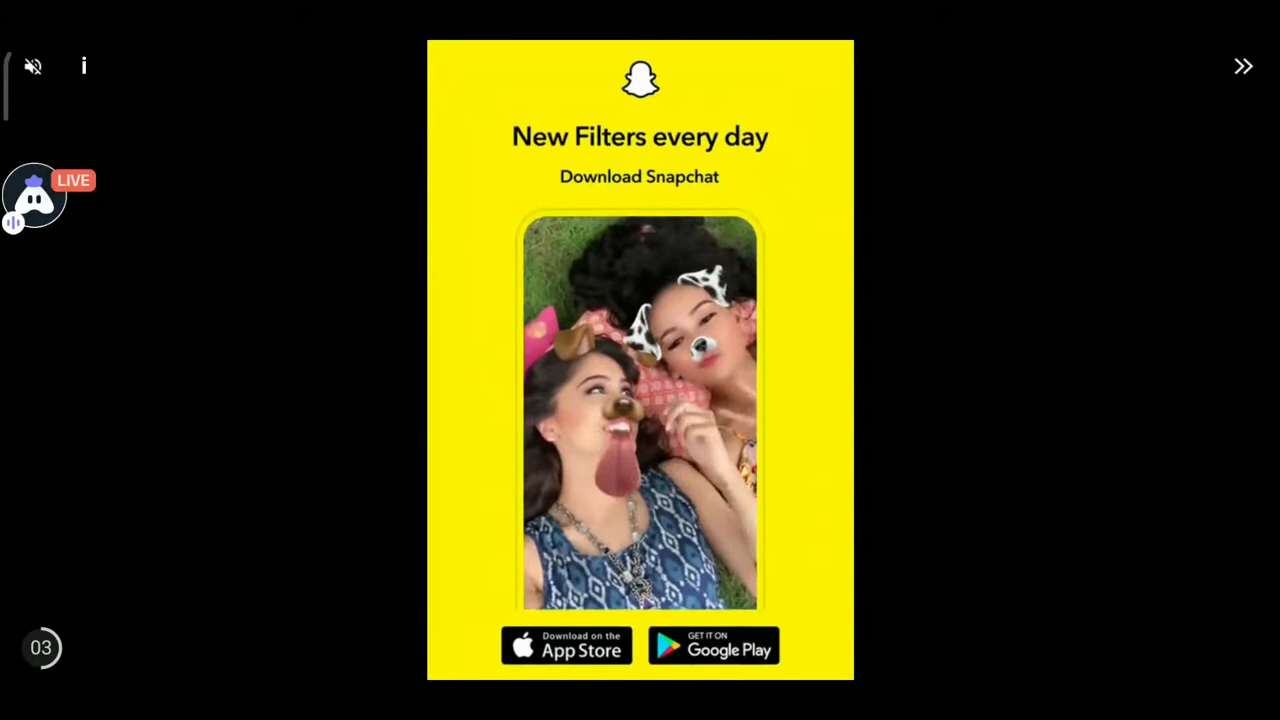 i
LIVE
New Filters every day
Download Snapchat
03
Download on the
App Store
GET IT ON
Google Play